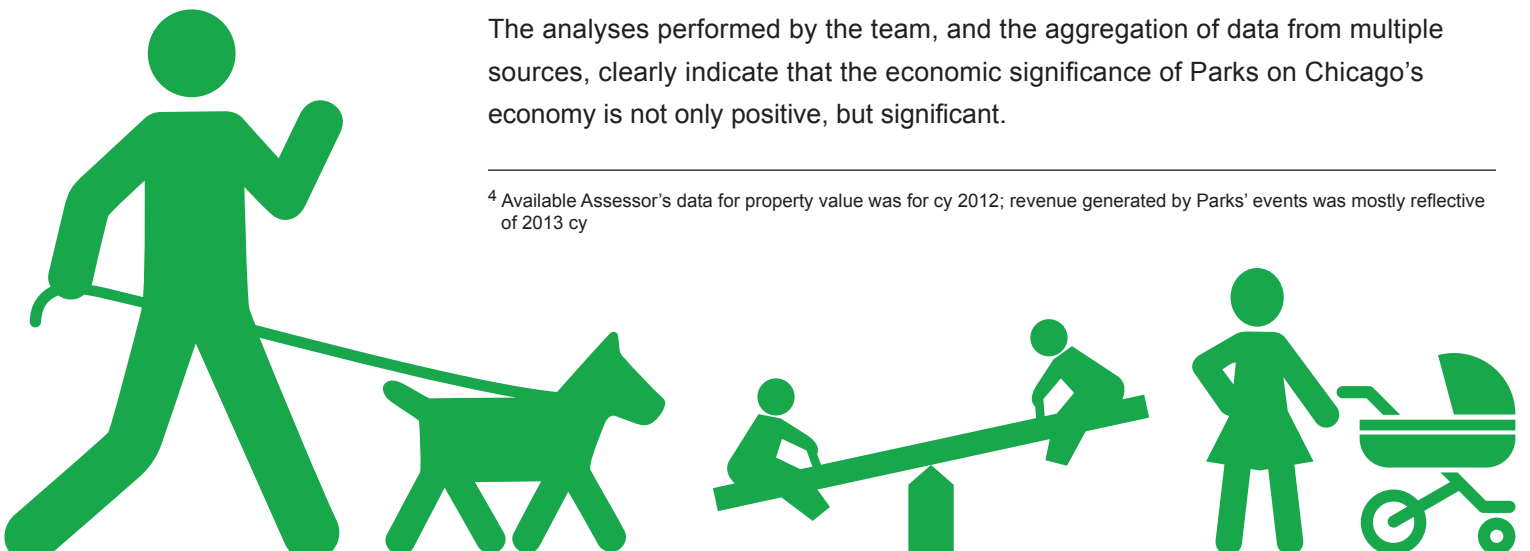 The analyses performed by the team, and the aggregation of data from multiple
sources, clearly indicate that the economic significance of Parks on Chicago’s
economy is not only positive, but significant.
4 Available Assessor’s data for property value was for cy 2012; revenue generated by Parks’ events was mostly reflective
of 2013 cy